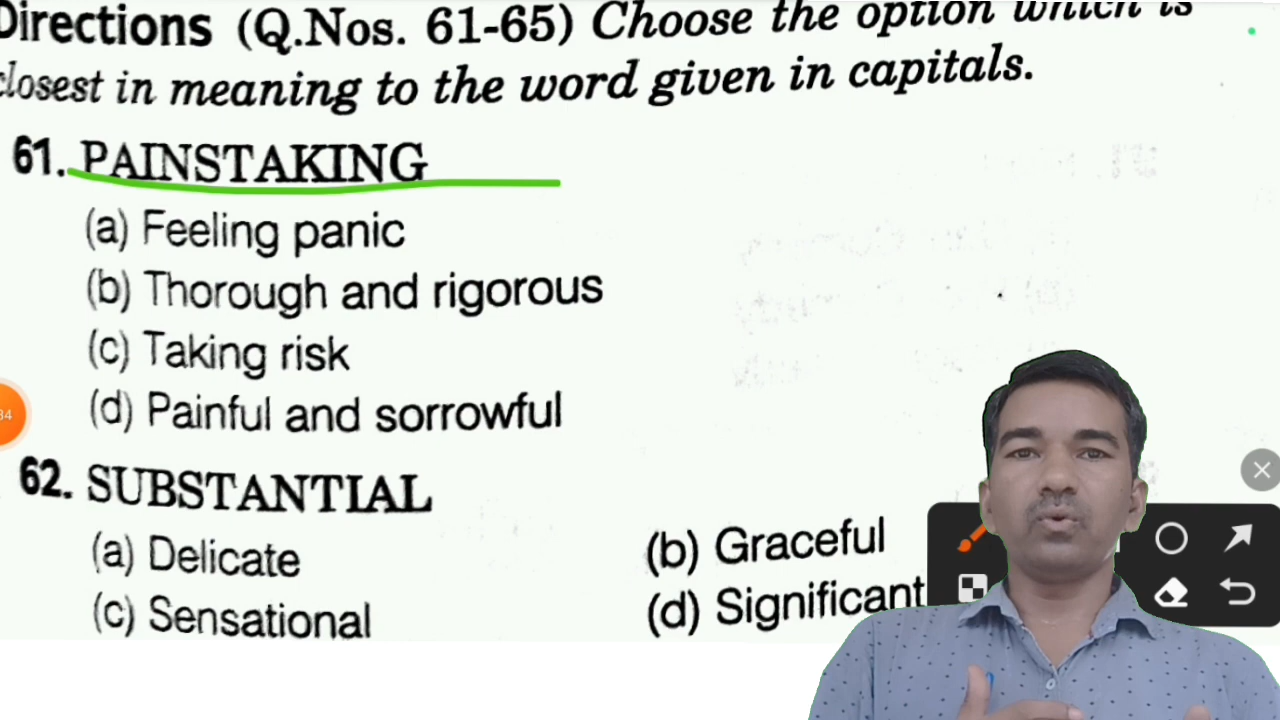 Directions (Q.Nos. 61-65) Choose the option which is
closest in meaning to the word given in capitals.
61. PAINSTAKING
(a) Feeling panic
(b) Thorough and rigorous
(c) Taking risk
(d) Painful and sorrowful
34
62. SUBSTANTIAL
(a) Delicate
(b) Graceful
(c) Sensational
(d) Significant